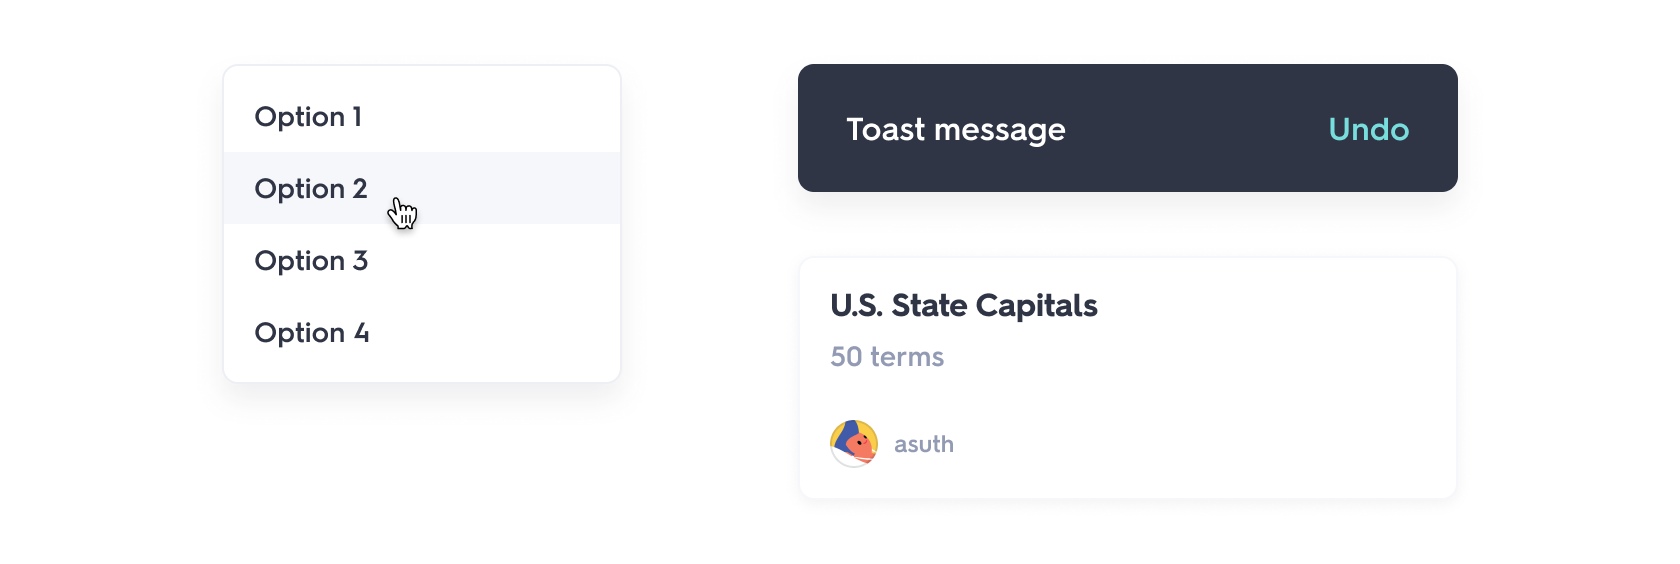 Option 1
Option 2
Option 3
Option 4
Toast message
Undo
U.S. State Capitals
50 terms
asuth